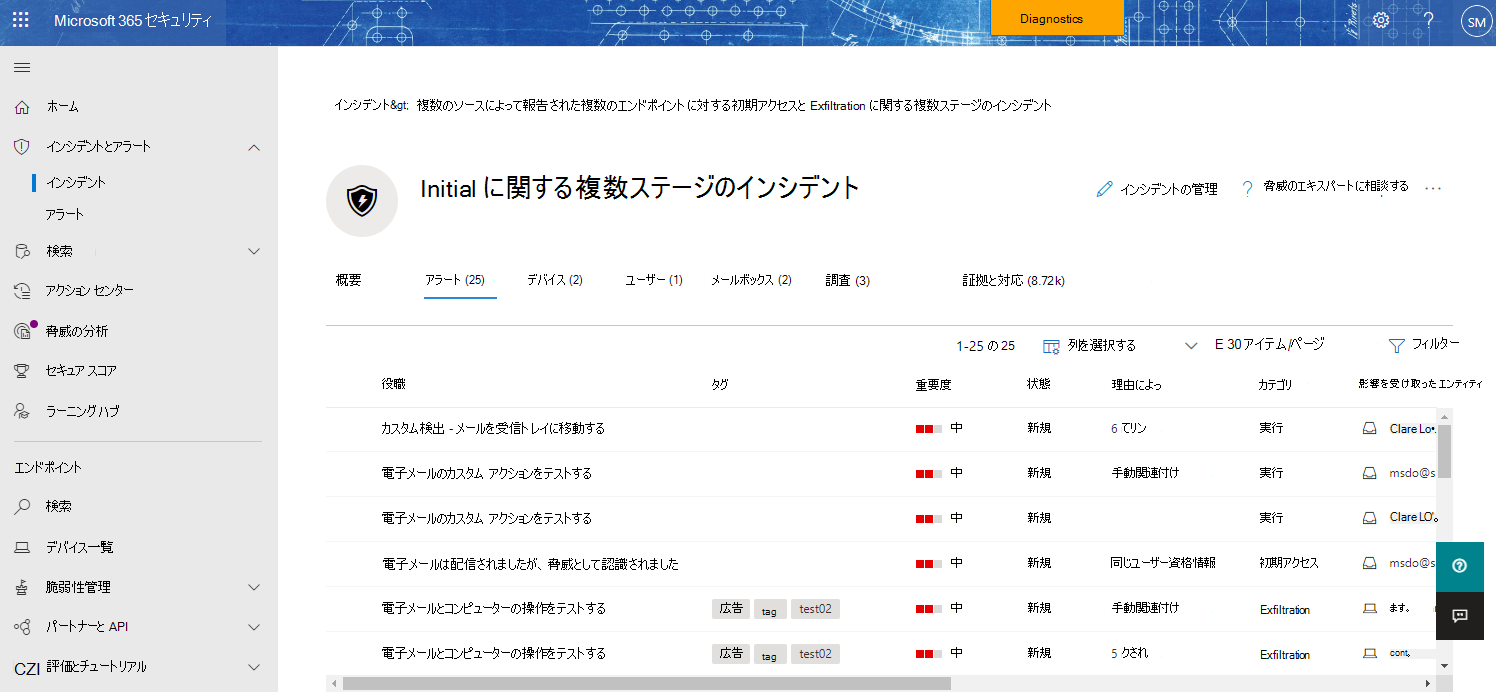 Microsoft 365 セキュリティ
Diagnostics
?
SM
ホーム
インシデントとアラート
インシデント
アラート
検索
アクション センター
脅威の分析
セキュア スコア
ラーニング ハブ
エンドポイント
検索
デバイス一覧
脆弱性管理
パートナーと API
CZI 評価とチュートリアル
インシデント&gt; 複数のソースによって報告された複数のエンドポイントに対する初期アクセスと Exfiltration に関する複数ステージのインシデント
Initial に関する複数ステージのインシデント
インシデントの管理
? 脅威のエキスパートに相談する ...
概要 アラート (25) デバイス (2) ユーザー (1) メールボックス (2) 調査 (3) 証拠と対応 (8.72k)
1-25 の 25 列を選択する E 30 アイテム/ページ フィルター
役職 タグ 重要度 状態 理由によっ カテゴリ 影響を受け取ったエンティティ
カスタム検出 - メールを受信トレイに移動する 中 新規 6 てリン 実行 Clare Lo•.
電子メールのカスタム アクションをテストする 中 新規 手動関連付け 実行 msdo@s
電子メールのカスタム アクションをテストする 中 新規 実行 Clare LO'。
電子メールは配信されましたが、脅威として認識されました 中 新規 同じユーザー資格情報 初期アクセス msdo@s
電子メールとコンピューターの操作をテストする 広告 tag test02 中 新規 手動関連付け Exfiltration ます。
電子メールとコンピューターの操作をテストする 広告 tag test02 中 新規 5 クされ Exfiltration cont,